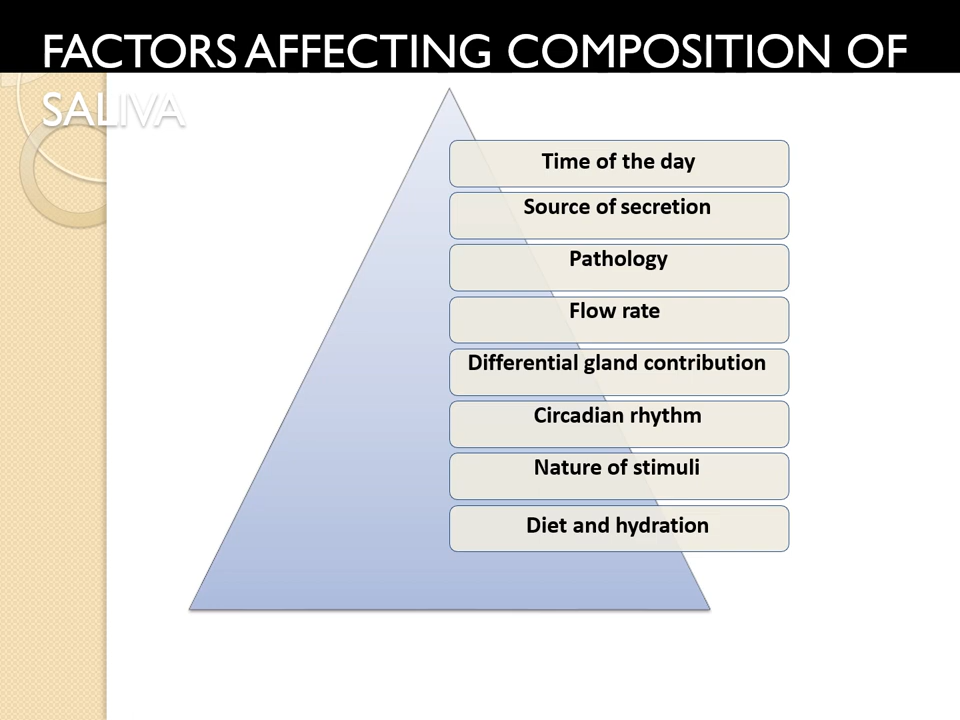 FACTORS AFFECTING COMPOSITION OF
SALIVA
Time of the day
Source of secretion
Pathology
Flow rate
Differential gland contribution
Circadian rhythm
Nature of stimuli
Diet and hydration